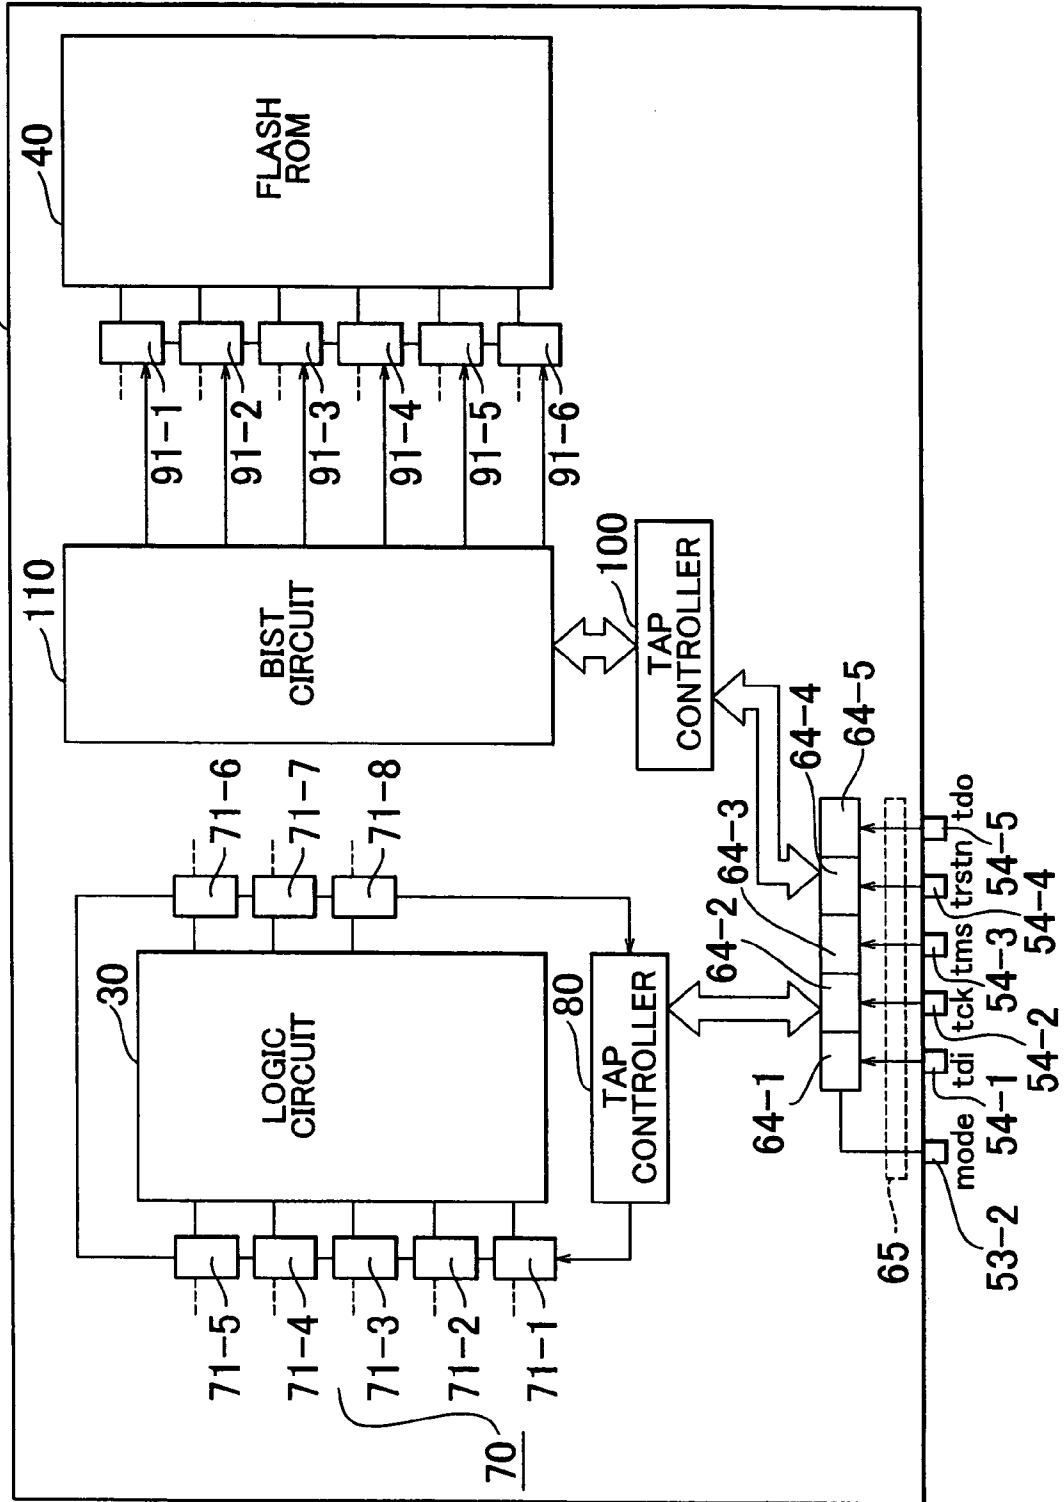 110
40
BIST
CIRCUIT
FLASH
ROM
91-1
91-2
91-3
91-4
91-5
91-6
30
LOGIC
CIRCUIT
71-6
71-7
71-8
71-5
71-4
71-3
71-2
71-1
70
80
TAP
CONTROLLER
100
TAP
CONTROLLER
64-1
64-2
64-3
64-4
64-5
65
mode
tdi
tck
tms
trstn
tdo
53-2
54-1
54-2
54-3
54-4
54-5